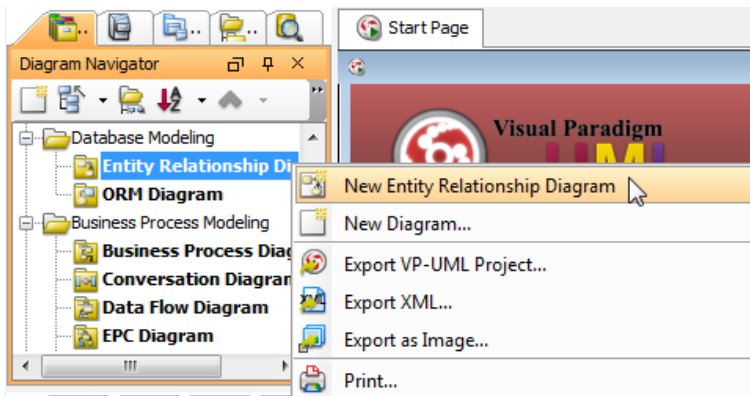 Start Page
Diagram Navigator
Database Modeling
Entity Relationship Di
ORM Diagram
Business Process Modeling
Business Process Diag
Conversation Diagram
Data Flow Diagram
EPC Diagram
Visual Paradigm
UML
New Entity Relationship Diagram
New Diagram...
Export VP-UML Project...
Export XML...
Export as Image...
Print...